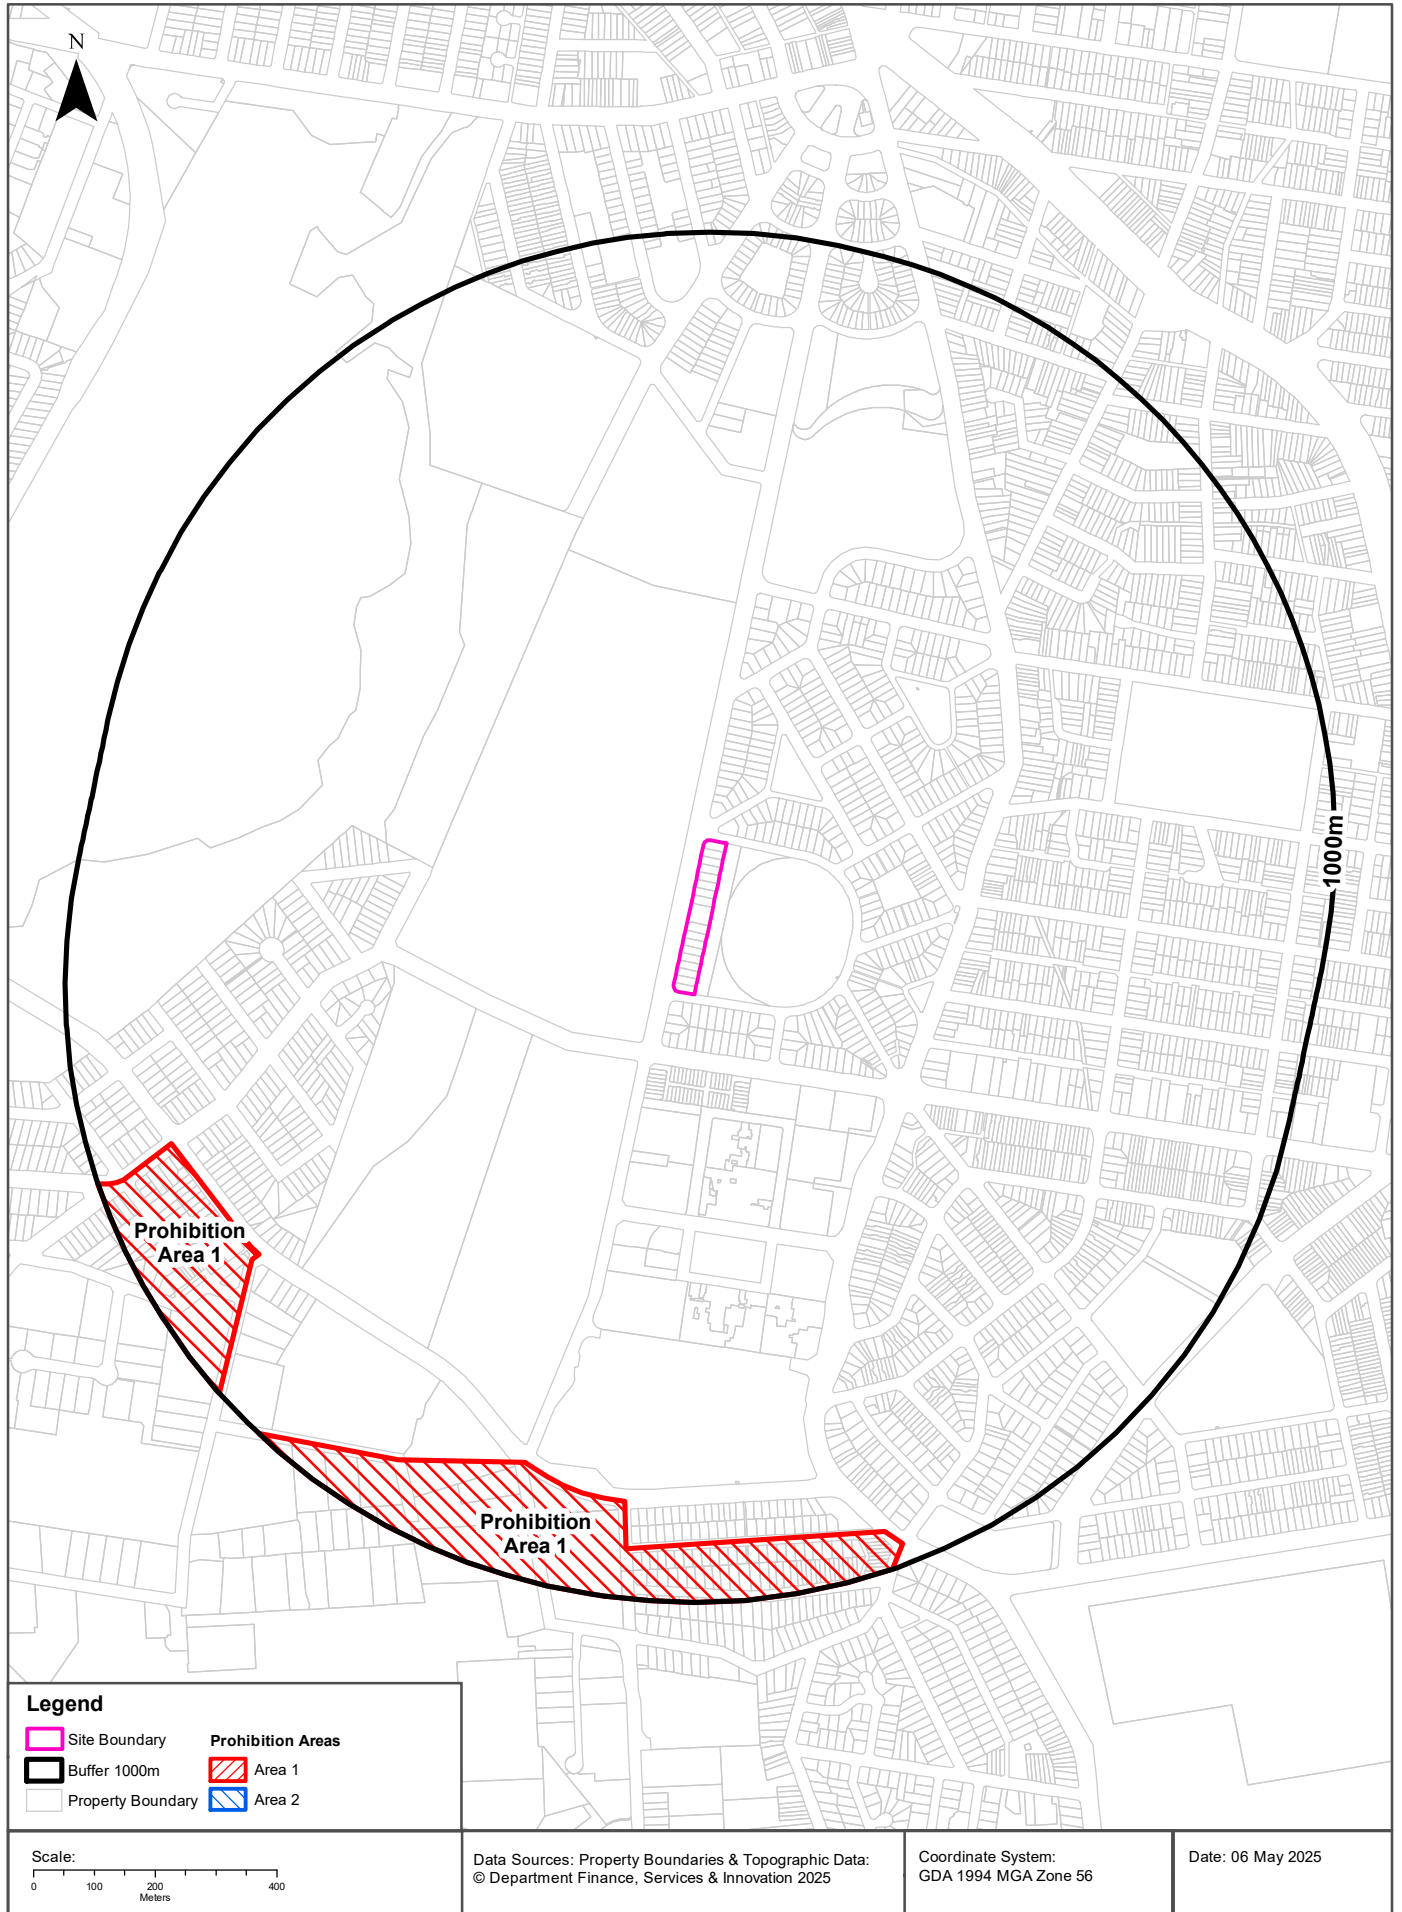 N
1000m
Prohibition
Area 1
Prohibition
Area 1
Legend
Site Boundary
Buffer 1000m
Property Boundary
Prohibition Areas
Area 1
Area 2
Scale:
0 100 200 400
Meters
Data Sources: Property Boundaries & Topographic Data:
© Department Finance, Services & Innovation 2025
Coordinate System:
GDA 1994 MGA Zone 56
Date: 06 May 2025